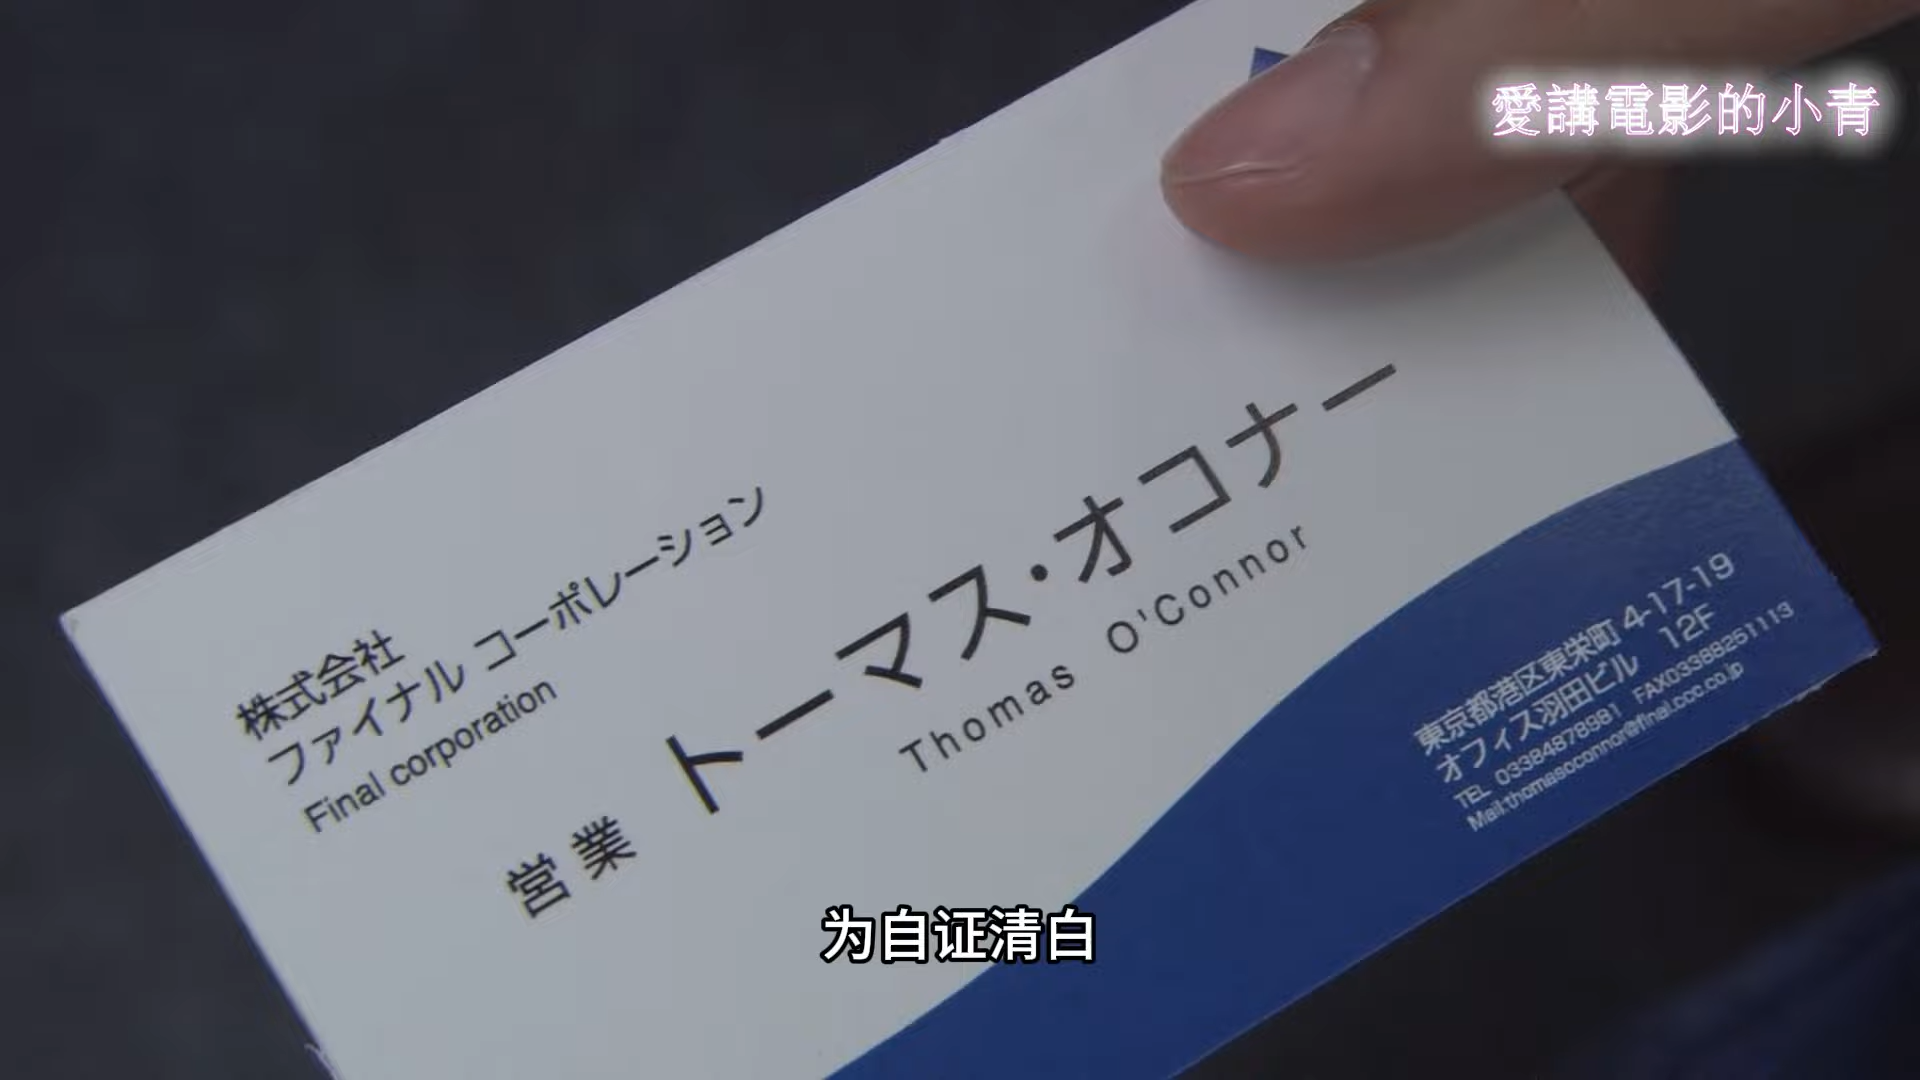 愛講電影的小青
株式会社
ファイナル コーポレーション
Final corporation
営業 トーマス・オコナー
Thomas O'Connor
東京都港区東栄町 4-17-19
オフィス羽田ビル 12F
TEL 03384878981 FAX03388251113
Mail:thomasoconnor@final.ccc.co.jp
为自证清白